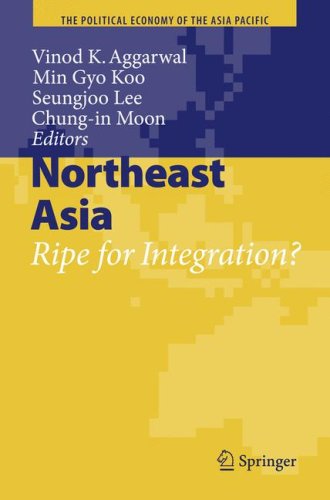 THE POLITICAL ECONOMY OF THE ASIA PACIFIC
Vinod K. Aggarwal
Min Gyo Koo
Seungjoo Lee
Chung-in Moon
Editors
Northeast
Asia
Ripe for Integration?
Springer